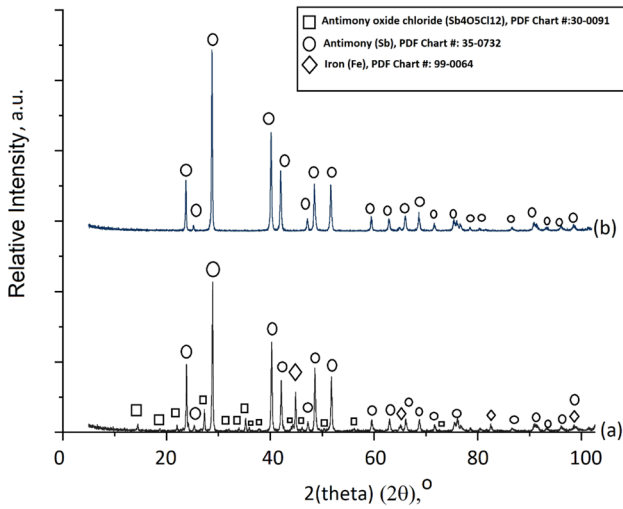 Antimony oxide chloride (Sb4O5Cl12), PDF Chart #:30-0091
Antimony (Sb), PDF Chart #: 35-0732
Iron (Fe), PDF Chart #: 99-0064
Relative Intensity, a.u.
(b)
(a)
0 20 40 60 80 100
2(theta) (2θ),°